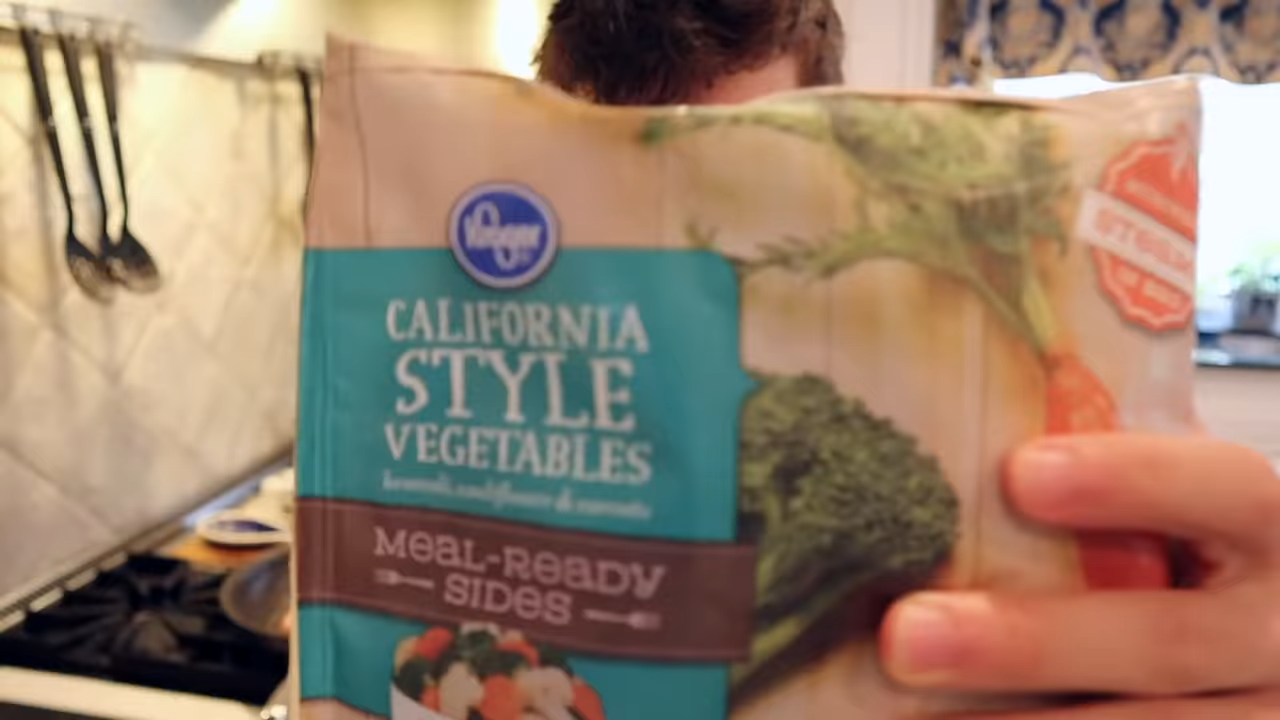 Kroger
CALIFORNIA
STYLE
VEGETABLES
broccoli, cauliflower & carrots
MEAL-READY
SIDES